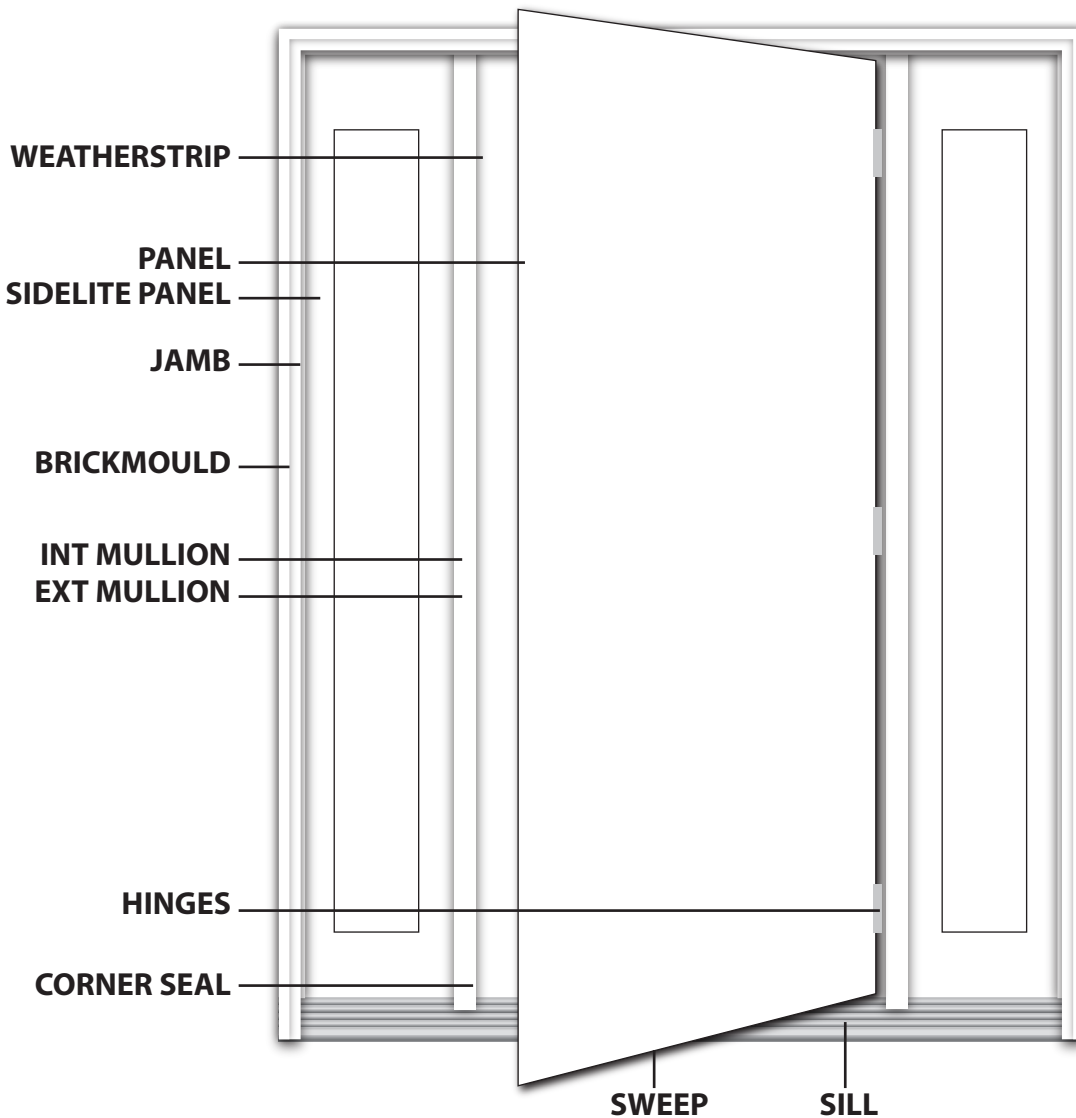 WEATHERSTRIP
PANEL
SIDELITE PANEL
JAMB
BRICKMOULD
INT MULLION
EXT MULLION
HINGES
CORNER SEAL
SWEEP
SILL